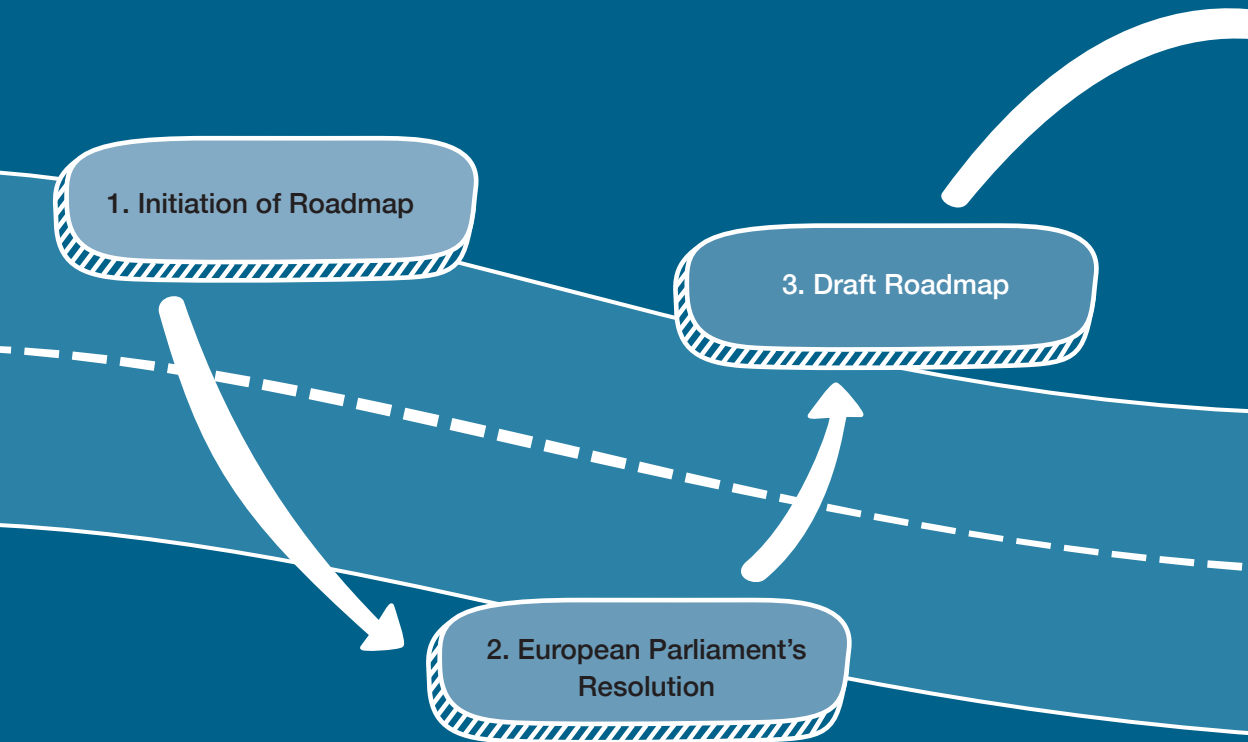 1. Initiation of Roadmap
2. European Parliament’s
Resolution
3. Draft Roadmap